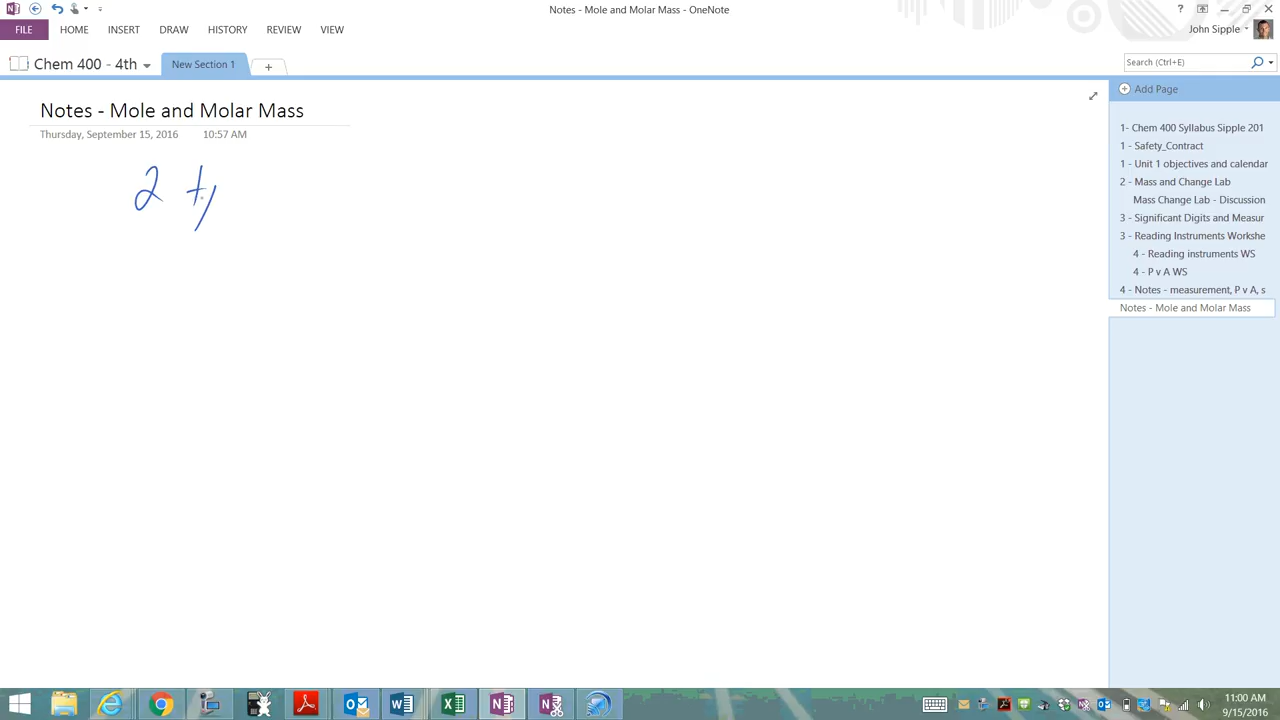 Notes - Mole and Molar Mass - OneNote
?
FILE HOME INSERT DRAW HISTORY REVIEW VIEW
John Sipple
Chem 400 - 4th
New Section 1
+
Search (Ctrl+E)
Add Page
Notes - Mole and Molar Mass
Thursday, September 15, 2016 10:57 AM
2 ty
1- Chem 400 Syllabus Sipple 201
1 - Safety_Contract
1 - Unit 1 objectives and calendar
2 - Mass and Change Lab
Mass Change Lab - Discussion
3 - Significant Digits and Measur
3 - Reading Instruments Workshe
4 - Reading instruments WS
4 - P v A WS
4 - Notes - measurement, P v A, s
Notes - Mole and Molar Mass
11:00 AM
9/15/2016